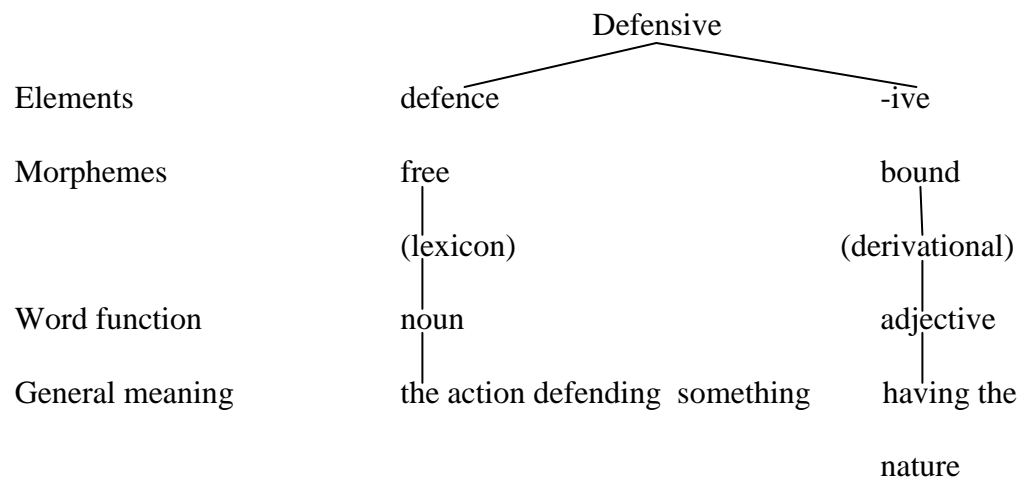 Defensive
Elements defence -ive
Morphemes free bound
(lexicon) (derivational)
Word function noun adjective
General meaning the action defending something having the
nature